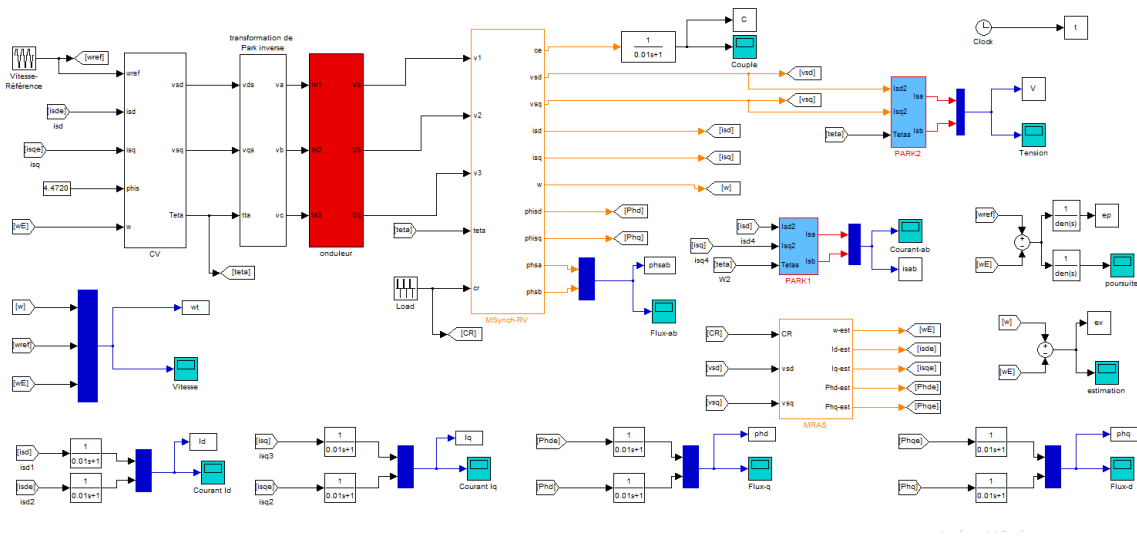 Vitesse-
Référence
[wref]
[isde]
isd
[isqe]
isq
4.4720
[wE]
wref
isd
isq
phis
w
vsd
vsq
Teta
CV
[teta]
transformation de
Park inverse
vds
vqs
tta
va
vb
vc
In1
In2
In3
Va
Vb
Vc
onduleur
v1
v2
v3
teta
cr
[teta]
Load
[CR]
ce
vsd
vsq
isd
isq
w
phisd
phisq
phsa
phsb
MSynch-RV
1
0.01s+1
C
Couple
[vsd]
[vsq]
[isd]
[isq]
[w]
[Phd]
[Phq]
phsab
Flux-ab
[teta]
Isd2
Isq2
Tetas
Isa
Isb
PARK2
V
Tension
Clock
t
[isd]
isd4
[isq]
isq4
[teta]
W2
Isd2
Isq2
Tetas
Isa
Isb
PARK1
Courant-ab
isab
[wref]
[wE]
1
den(s)
ep
1
den(s)
poursuite
[w]
[wref]
[wE]
wt
Vitesse
[CR]
[vsd]
[vsq]
CR
vsd
vsq
w-est
Id-est
Iq-est
Phd-est
Phq-est
MRAS
[wE]
[isde]
[isqe]
[Phde]
[Phqe]
[w]
[wE]
ev
estimation
[isd]
isd1
1
0.01s+1
[isde]
isd2
1
0.01s+1
Id
Courant Id
[isq]
isq3
1
0.01s+1
[isqe]
isq2
1
0.01s+1
Iq
Courant Iq
[Phde]
1
0.01s+1
[Phd]
1
0.01s+1
phd
Flux-q
[Phqe]
1
0.01s+1
[Phq]
1
0.01s+1
phq
Flux-d